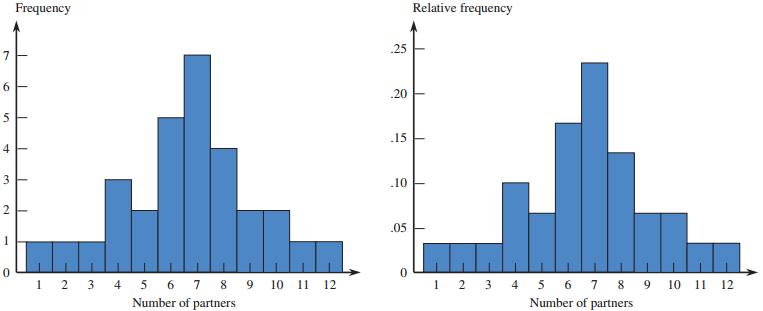 Frequency
7
6
5
4
3
2
1
0
1 2 3 4 5 6 7 8 9 10 11 12
Number of partners
Relative frequency
.25
.20
.15
.10
.05
0
1 2 3 4 5 6 7 8 9 10 11 12
Number of partners